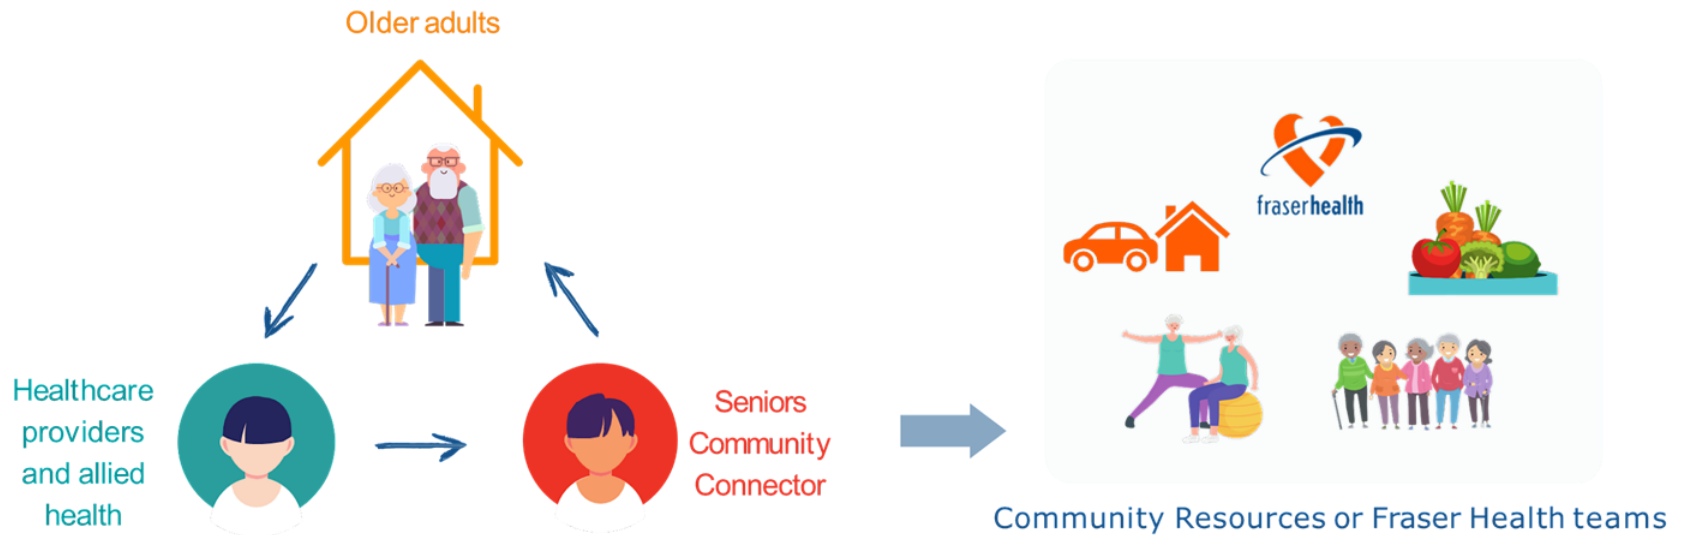 Older adults
Healthcare
providers
and allied
health
Seniors
Community
Connector
fraserhealth
Community Resources or Fraser Health teams